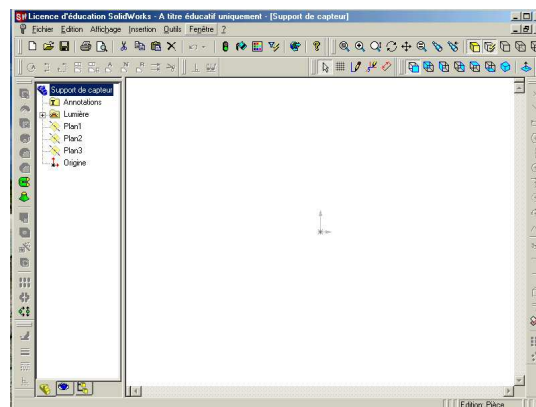 Licence d'éducation SolidWorks - A titre éducatif uniquement - [Support de capteur]
Fichier Edition Affichage Insertion Outils Fenêtre ?
Support de capteur
Annotations
Lumière
Plan1
Plan2
Plan3
Origine
Edition: Pièce